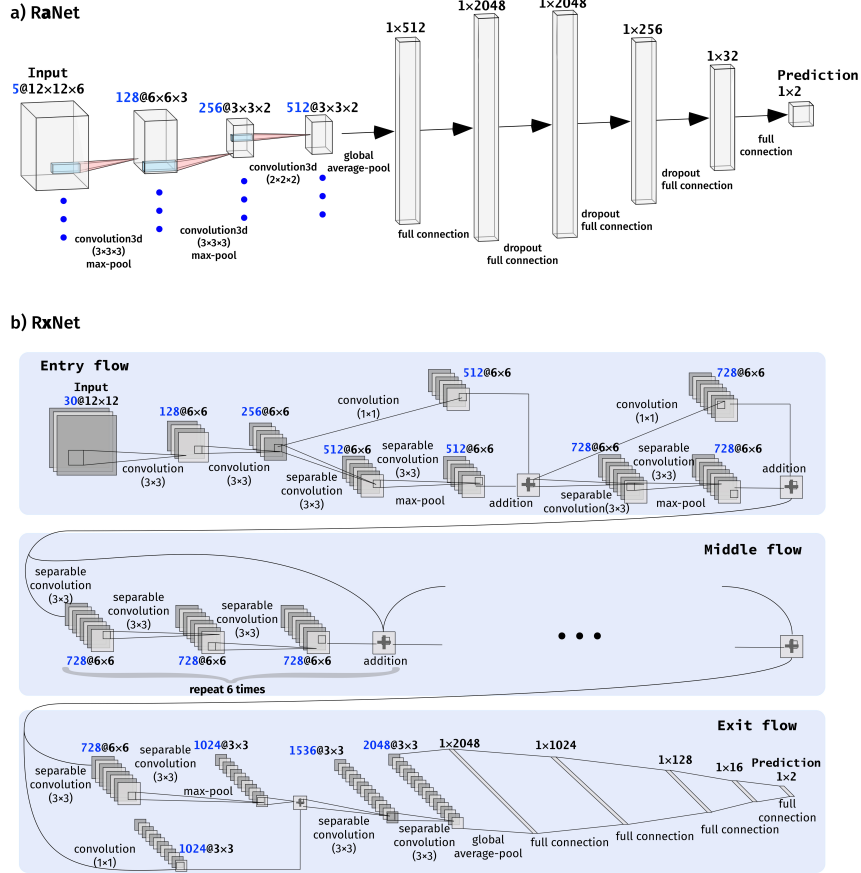 a) RaNet
Input
5@12×12×6
128@6×6×3
256@3×3×2
512@3×3×2
1×512
1×2048
1×2048
1×256
1×32
Prediction
1×2
convolution3d
(3×3×3)
max-pool
convolution3d
(3×3×3)
max-pool
convolution3d
(2×2×2)
global
average-pool
full connection
dropout
full connection
dropout
full connection
dropout
full connection
full
connection
b) RxNet
Entry flow
Input
30@12×12
128@6×6
256@6×6
convolution
(3×3)
convolution
(3×3)
convolution
(1×1)
512@6×6
separable
convolution
(3×3)
512@6×6
separable
convolution
(3×3)
512@6×6
max-pool
addition
convolution
(1×1)
728@6×6
728@6×6
separable
convolution(3×3)
separable
convolution
(3×3)
728@6×6
max-pool
addition
Middle flow
separable
convolution
(3×3)
separable
convolution
(3×3)
separable
convolution
(3×3)
728@6×6
728@6×6
728@6×6
addition
repeat 6 times
Exit flow
728@6×6
separable
convolution
(3×3)
separable
convolution
(3×3)
1024@3×3
max-pool
convolution
(1×1)
1024@3×3
1536@3×3
separable
convolution
(3×3)
2048@3×3
separable
convolution
(3×3)
1×2048
global
average-pool
1×1024
full connection
1×128
full connection
1×16
full connection
Prediction
1×2
full
connection